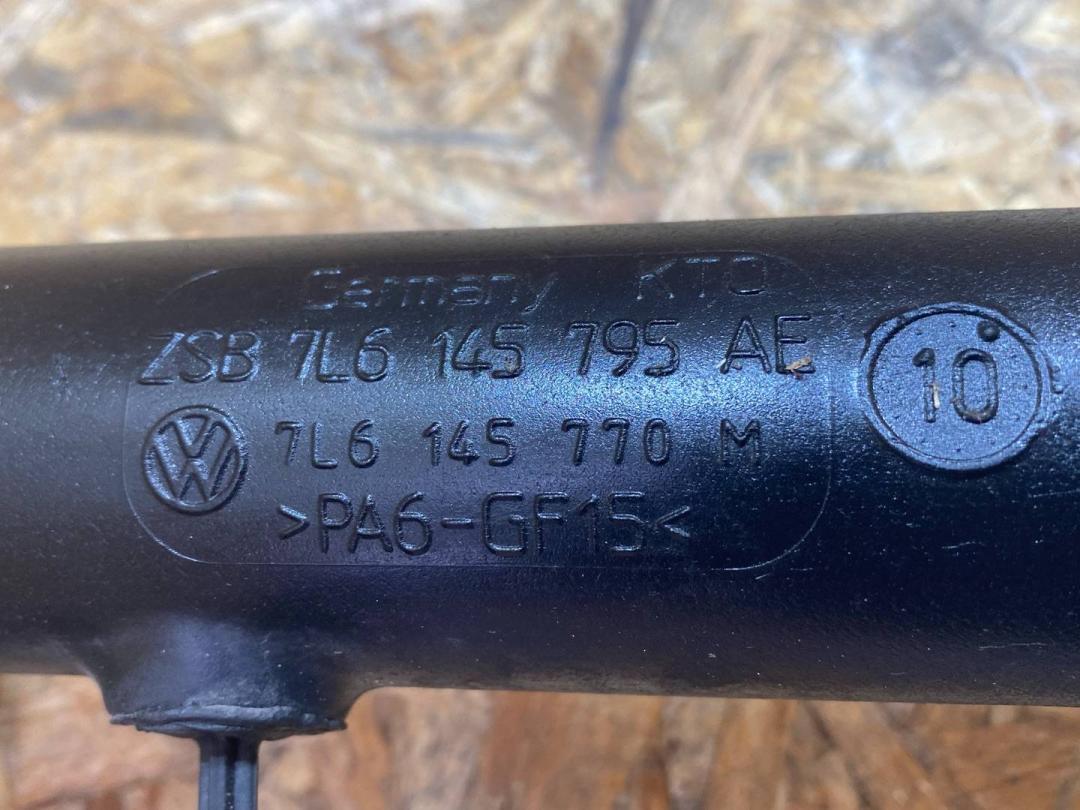 Germany KTO
ZSB 7L6 145 795 AE
7L6 145 770 M
>PA6-GF15<
10